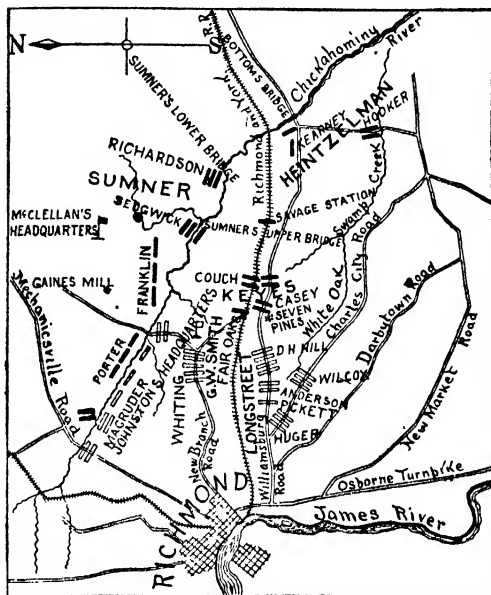 N
S
R.R.
York
and
Richmond
BOTTOM'S BRIDGE
Chickahominy
River
SUMNER'S LOWER BRIDGE
KEARNEY
HOOKER
HEINTZELMAN
RICHARDSON
SUMNER
SEDGWICK
SUMNER'S UPPER BRIDGE
SAVAGE STATION
McCLELLAN'S
HEADQUARTERS
White Oak
Swamp Creek
Charles City Road
Darbytown Road
COUCH
KEYES
CASEY
SEVEN
PINES
FRANKLIN
GAINES MILL
Mechanicsville Road
PORTER
MAGRUDER
JOHNSTON'S HEADQUARTERS
WHITING
G.W. SMITH
FAIR OAKS
LONGSTREET
D H HILL
WILCOX
ANDERSON
PICKETT
HUGER
New Market
Road
New Branch
Road
Williamsburg
Road
Osborne Turnpike
James River
RICHMOND